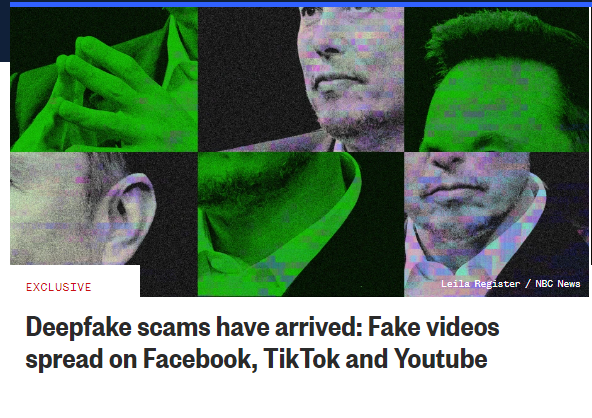 Leila Register / NBC News
EXCLUSIVE
Deepfake scams have arrived: Fake videos
spread on Facebook, TikTok and Youtube